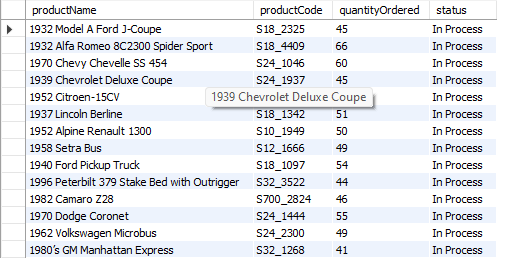 productName productCode quantityOrdered status
1932 Model A Ford J-Coupe S18_2325 45 In Process
1932 Alfa Romeo 8C2300 Spider Sport S18_4409 66 In Process
1970 Chevy Chevelle SS 454 S24_1046 60 In Process
1939 Chevrolet Deluxe Coupe S24_1937 45 In Process
1952 Citroen-15CV 1939 Chevrolet Deluxe Coupe In Process
1937 Lincoln Berline S18_1342 51 In Process
1952 Alpine Renault 1300 S10_1949 50 In Process
1958 Setra Bus S12_1666 49 In Process
1940 Ford Pickup Truck S18_1097 54 In Process
1996 Peterbilt 379 Stake Bed with Outrigger S32_3522 44 In Process
1982 Camaro Z28 S700_2824 46 In Process
1970 Dodge Coronet S24_1444 55 In Process
1962 Volkswagen Microbus S24_2300 49 In Process
1980's GM Manhattan Express S32_1268 41 In Process